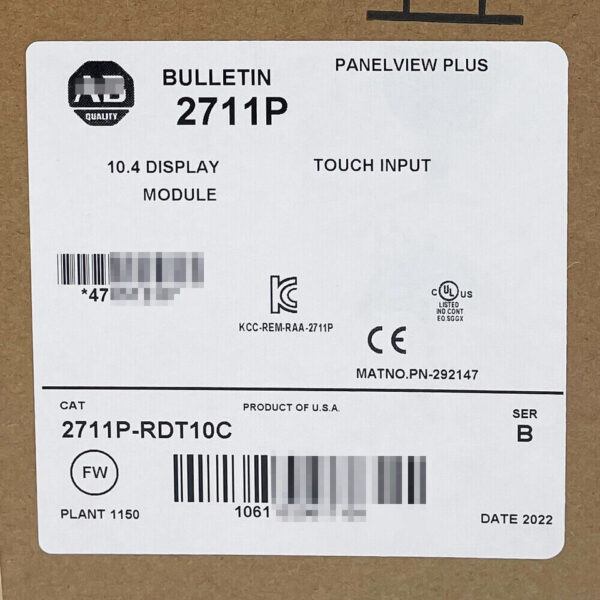 AB
QUALITY
BULLETIN
2711P
PANELVIEW PLUS
10.4 DISPLAY
MODULE
TOUCH INPUT
*47
KCC-REM-RAA-2711P
C UL US
LISTED
IND CONT
EQ.5GGX
CE
MATNO.PN-292147
CAT
PRODUCT OF U.S.A.
SER
2711P-RDT10C
B
FW
PLANT 1150
1061
DATE 2022